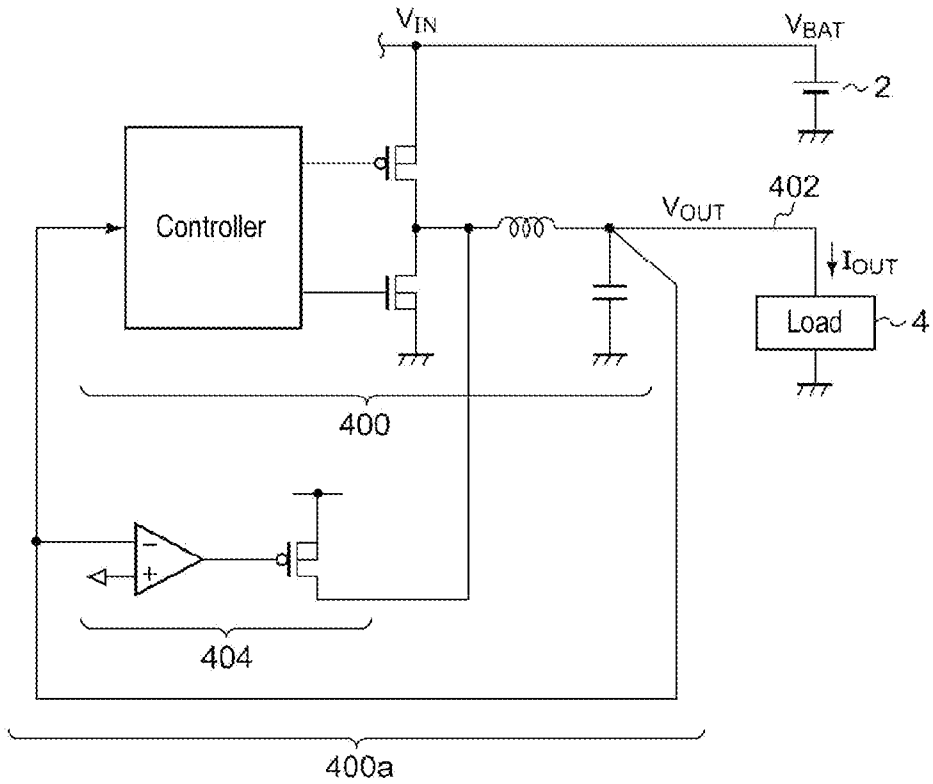 VIN
VBAT
2
402
VOUT
Controller
IOUT
Load
4
400
−
+
404
400a